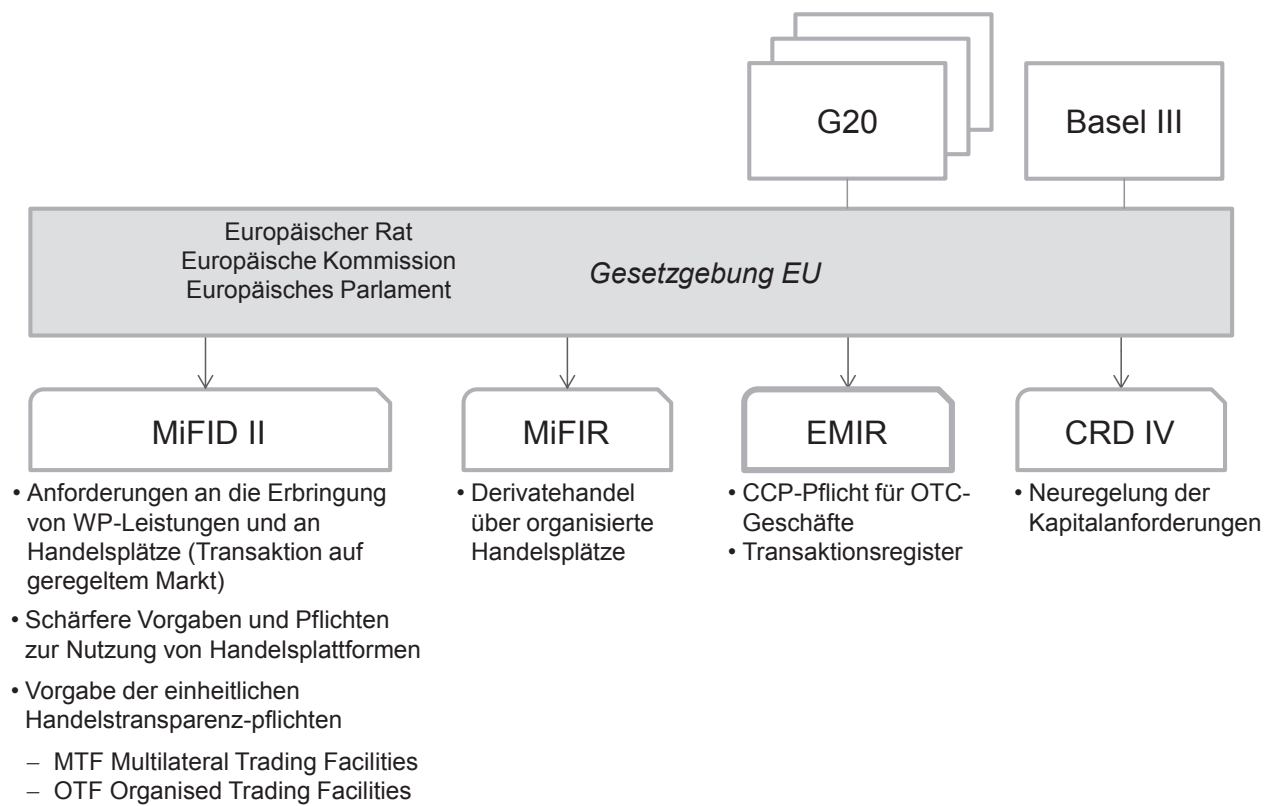 G20
Basel III
Europäischer Rat
Europäische Kommission
Europäisches Parlament
Gesetzgebung EU
MiFID II
• Anforderungen an die Erbringung
von WP-Leistungen und an
Handelsplätze (Transaktion auf
geregeltem Markt)
• Schärfere Vorgaben und Pflichten
zur Nutzung von Handelsplattformen
• Vorgabe der einheitlichen
Handelstransparenz-pflichten
– MTF Multilateral Trading Facilities
– OTF Organised Trading Facilities
MiFIR
• Derivatehandel
über organisierte
Handelsplätze
EMIR
• CCP-Pflicht für OTC-
Geschäfte
• Transaktionsregister
CRD IV
• Neuregelung der
Kapitalanforderungen